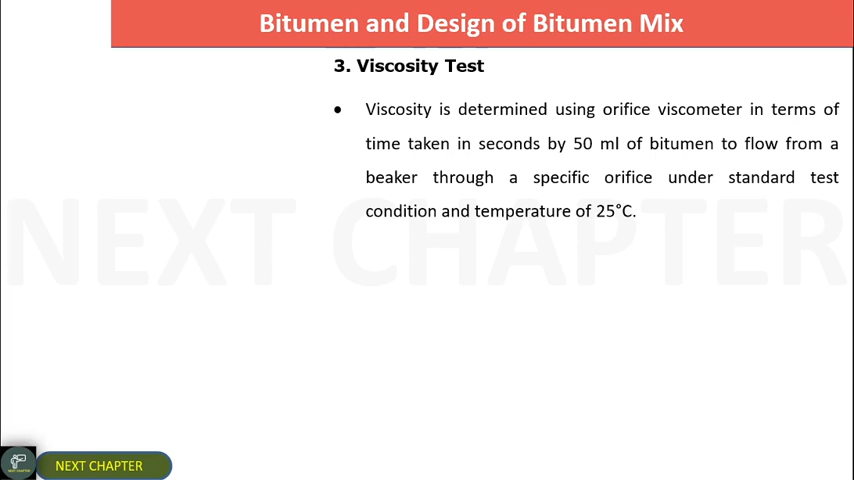 Bitumen and Design of Bitumen Mix
3. Viscosity Test
• Viscosity is determined using orifice viscometer in terms of
time taken in seconds by 50 ml of bitumen to flow from a
beaker through a specific orifice under standard test
condition and temperature of 25°C.
NEXT CHAPTER
NEXT CHAPTER